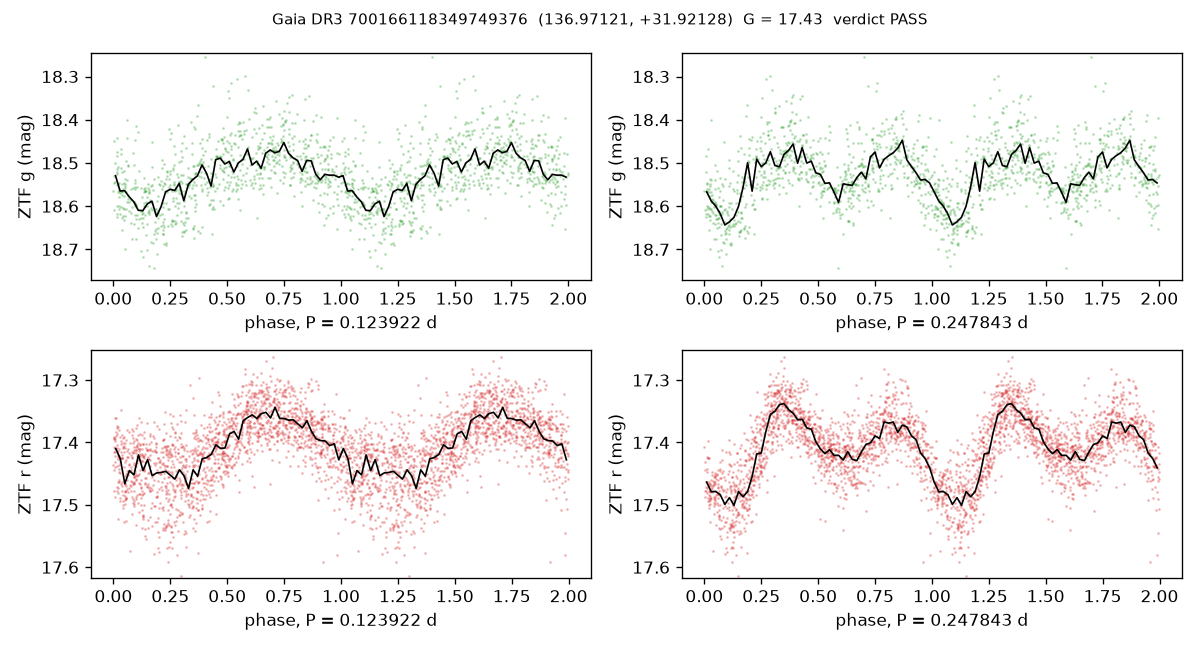 Gaia DR3 700166118349749376 (136.97121, +31.92128) G = 17.43 verdict PASS
ZTF g (mag)
18.3
18.4
18.5
18.6
18.7
0.00 0.25 0.50 0.75 1.00 1.25 1.50 1.75 2.00
phase, P = 0.123922 d
ZTF g (mag)
18.3
18.4
18.5
18.6
18.7
0.00 0.25 0.50 0.75 1.00 1.25 1.50 1.75 2.00
phase, P = 0.247843 d
ZTF r (mag)
17.3
17.4
17.5
17.6
0.00 0.25 0.50 0.75 1.00 1.25 1.50 1.75 2.00
phase, P = 0.123922 d
ZTF r (mag)
17.3
17.4
17.5
17.6
0.00 0.25 0.50 0.75 1.00 1.25 1.50 1.75 2.00
phase, P = 0.247843 d